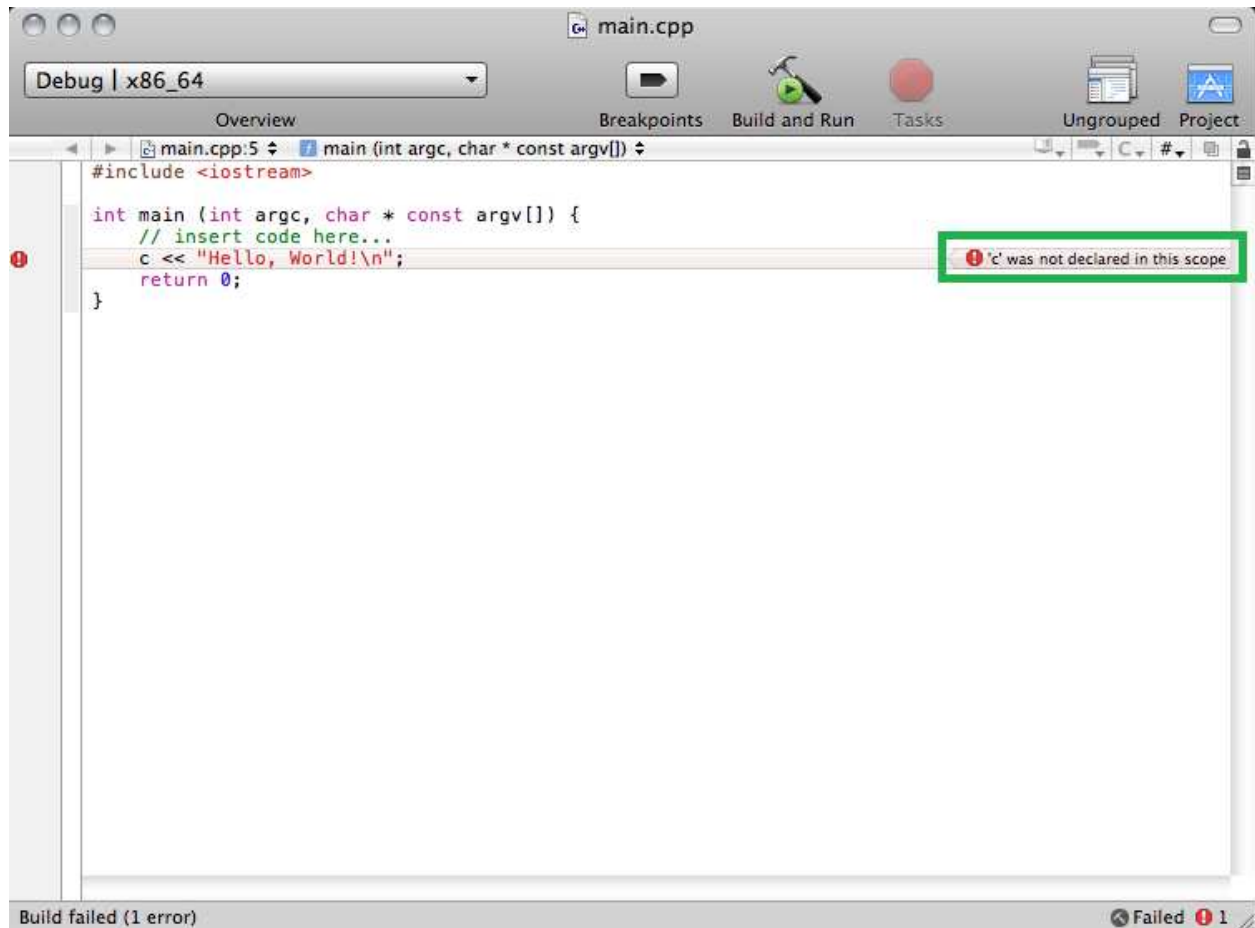 main.cpp
Debug | x86_64
Overview Breakpoints Build and Run Tasks Ungrouped Project
main.cpp:5 main (int argc, char * const argv[]) C #
#include <iostream>
int main (int argc, char * const argv[]) {
// insert code here...
c << "Hello, World!\n"; 'c' was not declared in this scope
return 0;
}
Build failed (1 error) Failed 1